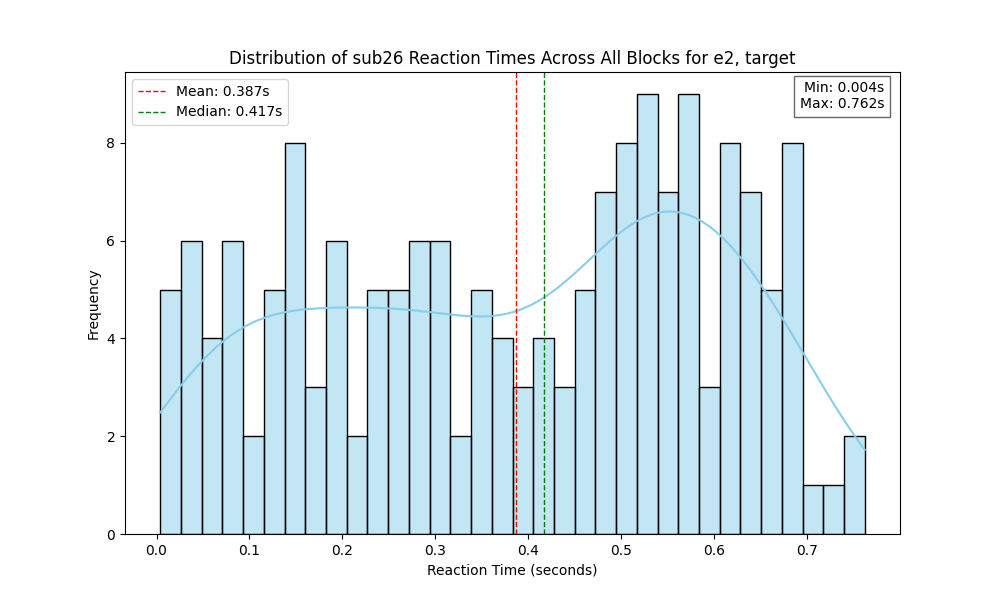 Distribution of sub26 Reaction Times Across All Blocks for e2, target
Mean: 0.387s
Median: 0.417s
Min: 0.004s
Max: 0.762s
Frequency
8
6
4
2
0
0.0 0.1 0.2 0.3 0.4 0.5 0.6 0.7
Reaction Time (seconds)